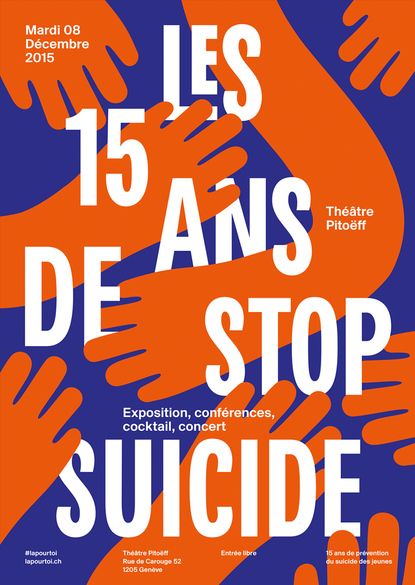 Mardi 08
Décembre
2015
LES
15
ANS
Théâtre
Pitoëff
DE
STOP
Exposition, conférences,
cocktail, concert
SUICIDE
#lapourtoi
lapourtoi.ch
Théâtre Pitoëff
Rue de Carouge 52
1205 Genève
Entrée libre
15 ans de prévention
du suicide des jeunes